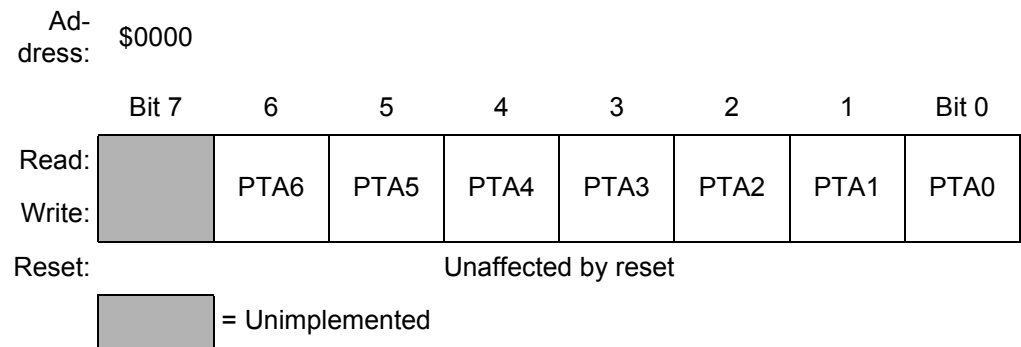 Ad-
dress: $0000
Bit 7 6 5 4 3 2 1 Bit 0
Read:
PTA6 PTA5 PTA4 PTA3 PTA2 PTA1 PTA0
Write:
Reset: Unaffected by reset
= Unimplemented